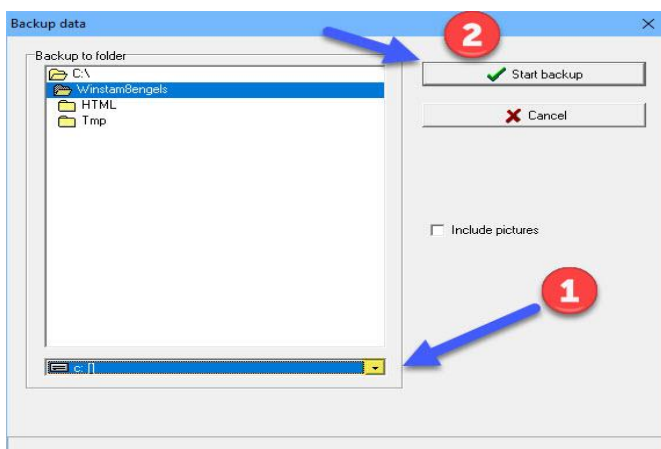 Backup data
2
Backup to folder
C:\
Start backup
Winstam8engels
HTML
Cancel
Tmp
Include pictures
1
c: []